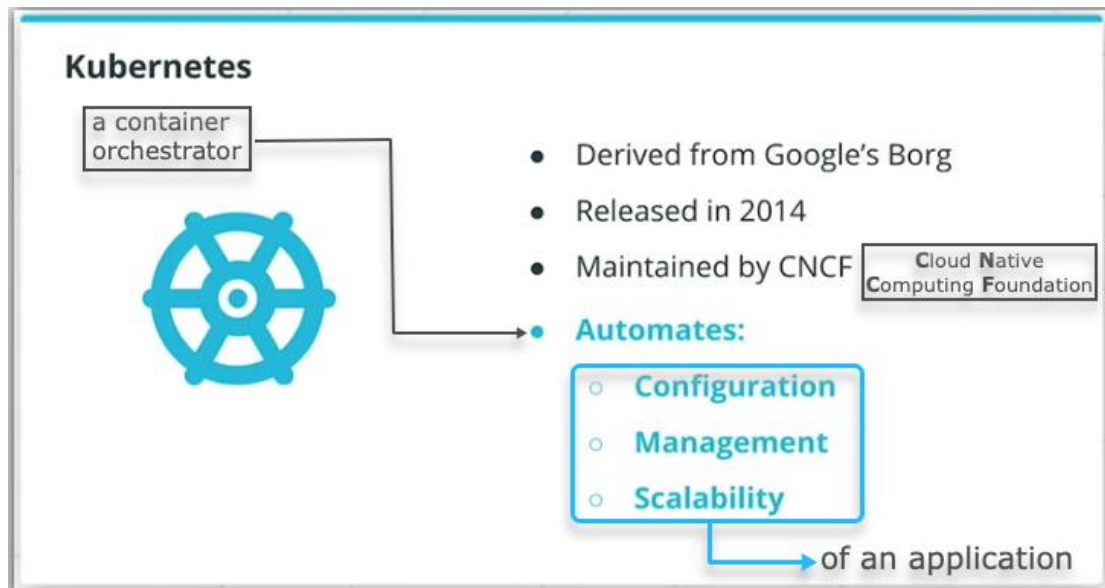 Kubernetes
a container
orchestrator
● Derived from Google's Borg
● Released in 2014
● Maintained by CNCF
Cloud Native
Computing Foundation
● Automates:
○ Configuration
○ Management
○ Scalability
of an application